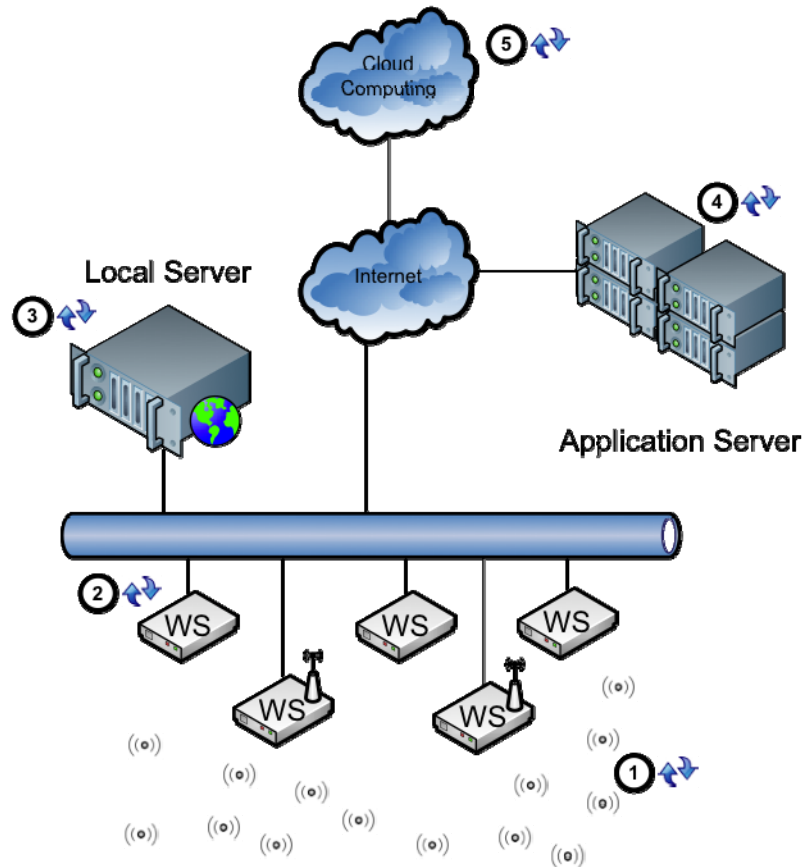 5
Cloud
Computing
4
Internet
Local Server
3
Application Server
2
WS
WS
WS
WS
WS
1